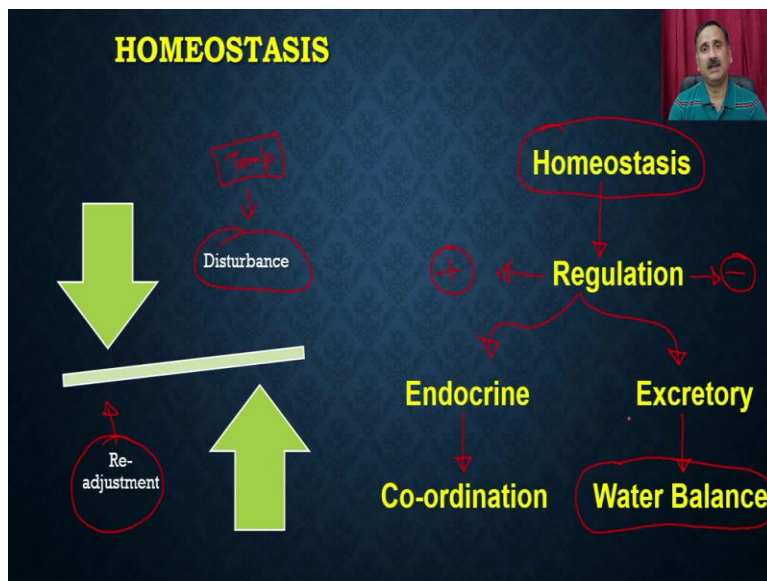 HOMEOSTASIS
Temp
Disturbance
Re-
adjustment
Homeostasis
+
Regulation
-
Endocrine
Excretory
Co-ordination
Water Balance